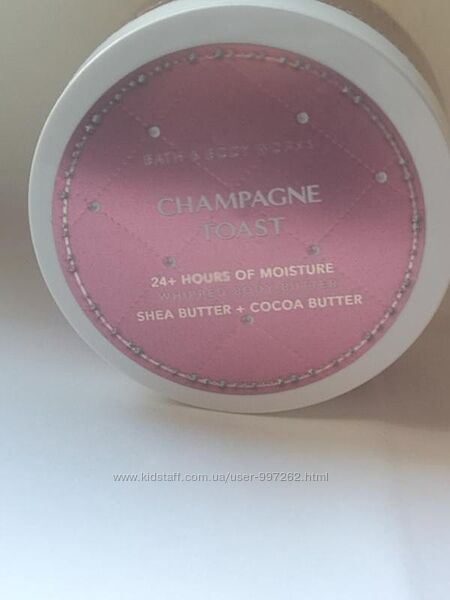 BATH & BODY WORKS
CHAMPAGNE
TOAST
24+ HOURS OF MOISTURE
WHIPPED BODY BUTTER
SHEA BUTTER + COCOA BUTTER
www.kidstaff.com.ua/user-997262.html